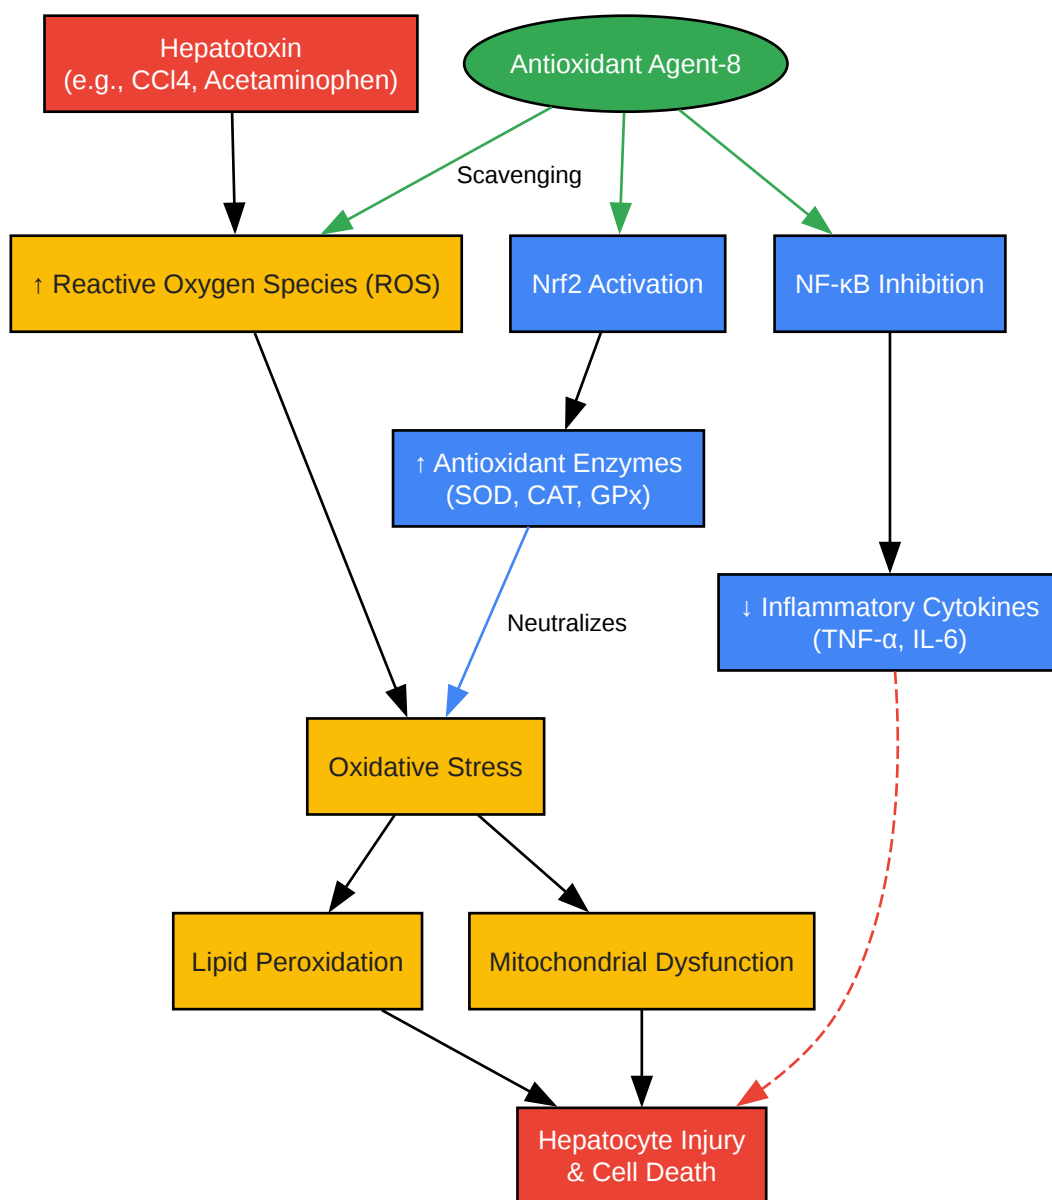 Hepatotoxin
(e.g., CCl4, Acetaminophen)
Antioxidant Agent-8
Scavenging
↑ Reactive Oxygen Species (ROS)
Nrf2 Activation
NF-κB Inhibition
↑ Antioxidant Enzymes
(SOD, CAT, GPx)
↓ Inflammatory Cytokines
(TNF-α, IL-6)
Neutralizes
Oxidative Stress
Lipid Peroxidation
Mitochondrial Dysfunction
Hepatocyte Injury
& Cell Death